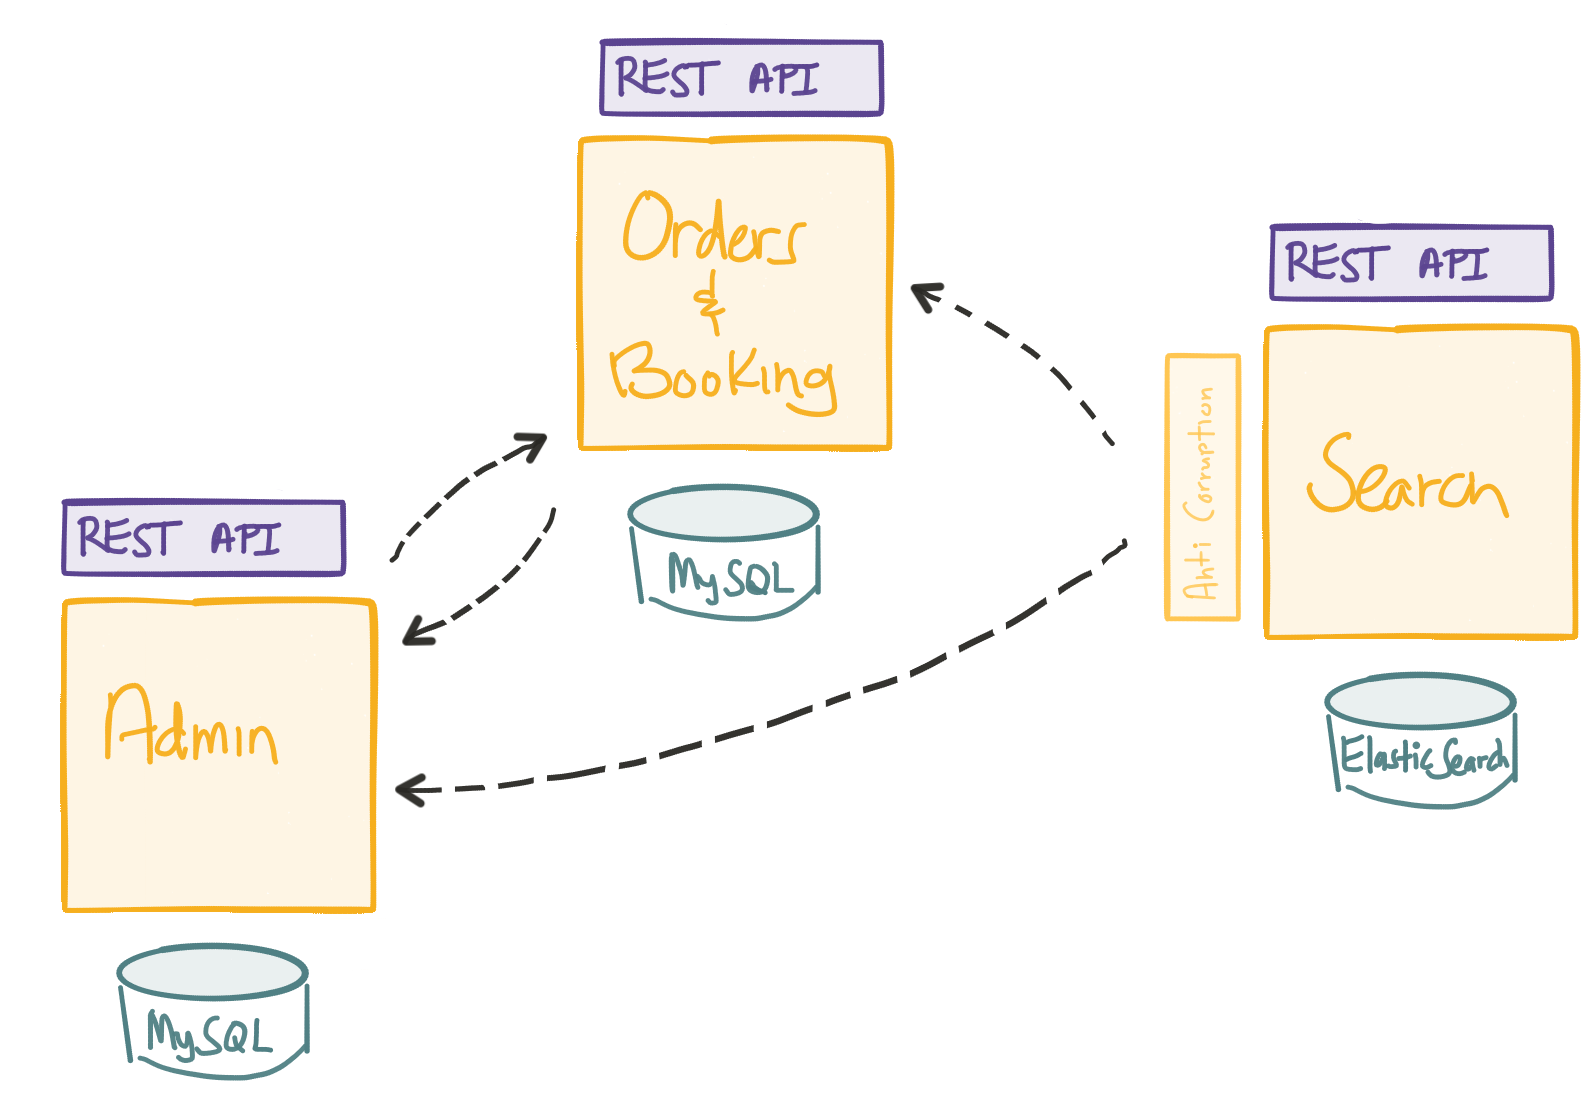 REST API
Orders
&
Booking
MySQL
REST API
Anti Corruption
Search
ElasticSearch
REST API
Admin
MySQL